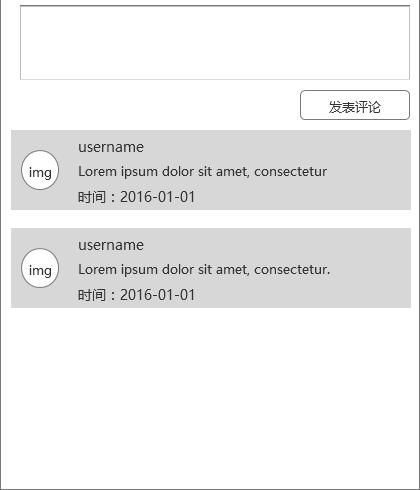 发表评论
username
img
Lorem ipsum dolor sit amet, consectetur
时间：2016-01-01
username
img
Lorem ipsum dolor sit amet, consectetur.
时间：2016-01-01